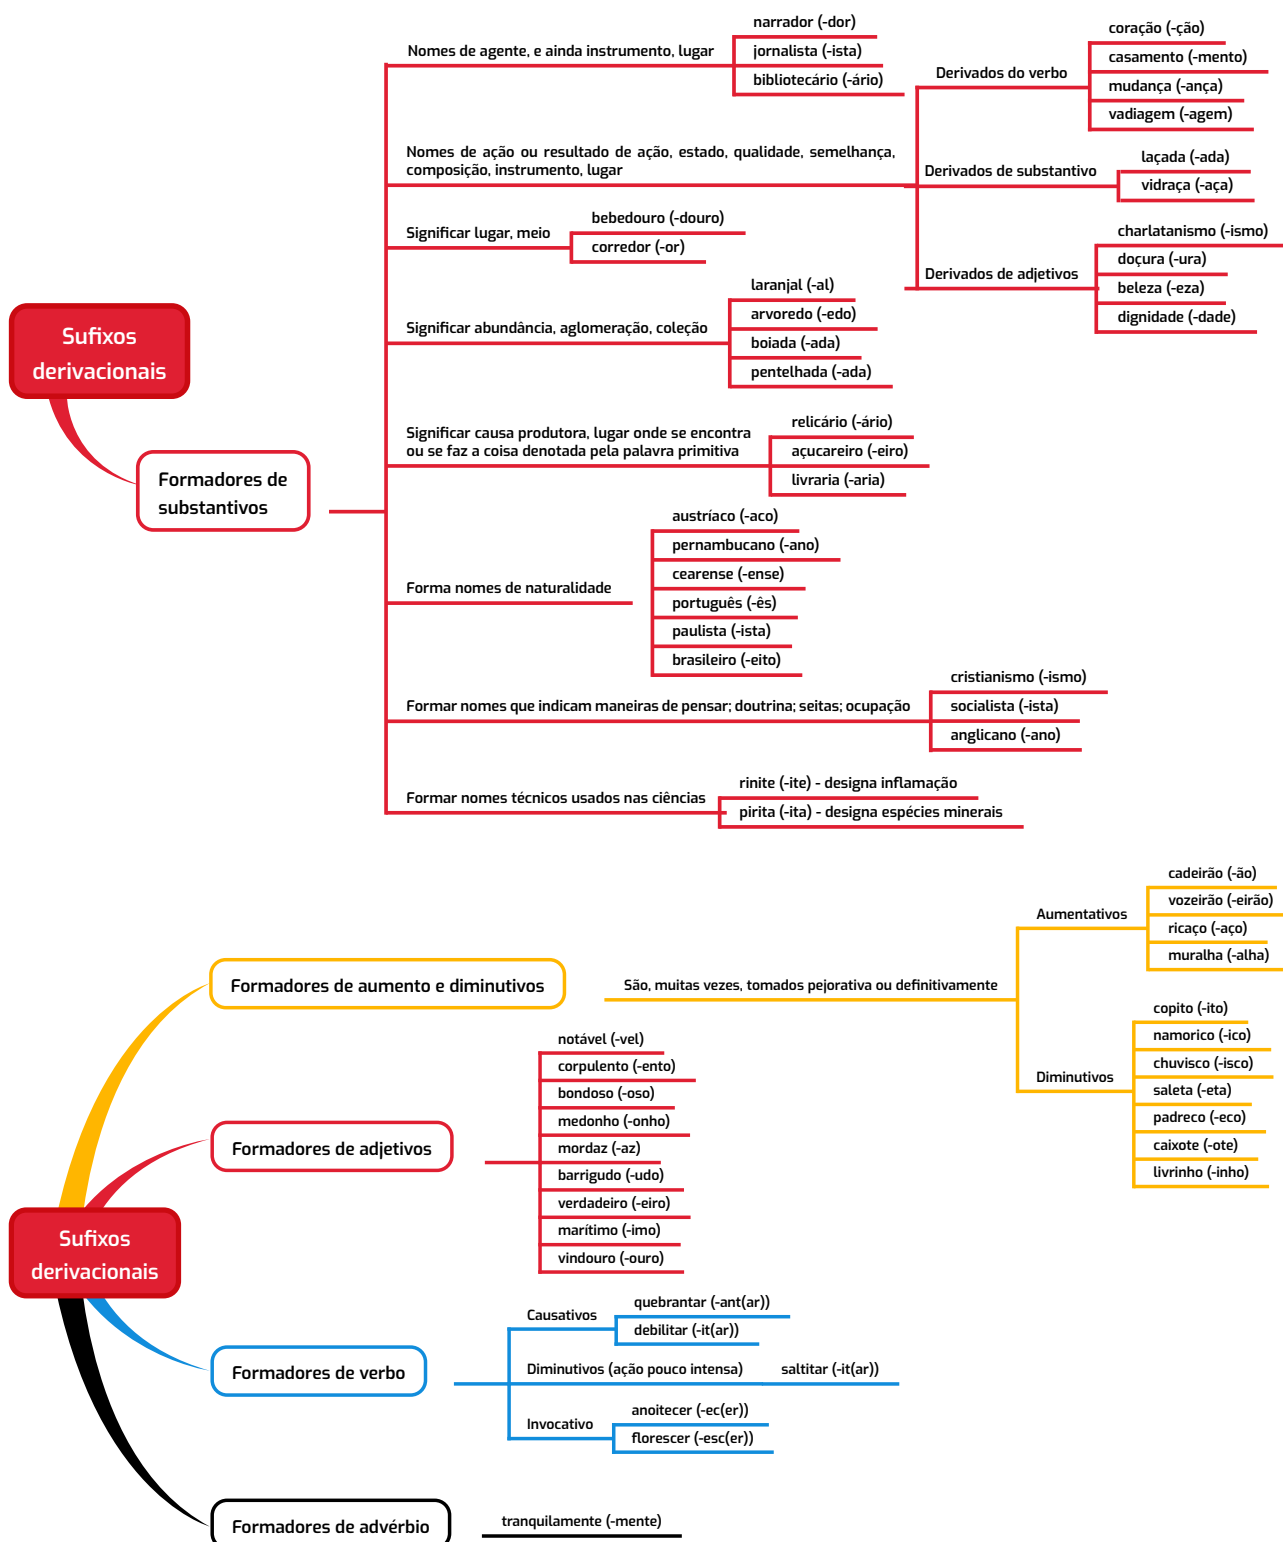 Sufixos
derivacionais
Formadores de
substantivos
Nomes de agente, e ainda instrumento, lugar
narrador (-dor)
jornalista (-ista)
bibliotecário (-ário)
Nomes de ação ou resultado de ação, estado, qualidade, semelhança,
composição, instrumento, lugar
Derivados do verbo
coração (-ção)
casamento (-mento)
mudança (-ança)
vadiagem (-agem)
Derivados de substantivo
laçada (-ada)
vidraça (-aça)
Derivados de adjetivos
charlatanismo (-ismo)
doçura (-ura)
beleza (-eza)
dignidade (-dade)
Significar lugar, meio
bebedouro (-douro)
corredor (-or)
Significar abundância, aglomeração, coleção
laranjal (-al)
arvoredo (-edo)
boiada (-ada)
pentelhada (-ada)
Significar causa produtora, lugar onde se encontra
ou se faz a coisa denotada pela palavra primitiva
relicário (-ário)
açucareiro (-eiro)
livraria (-aria)
Forma nomes de naturalidade
austríaco (-aco)
pernambucano (-ano)
cearense (-ense)
português (-ês)
paulista (-ista)
brasileiro (-eito)
Formar nomes que indicam maneiras de pensar; doutrina; seitas; ocupação
cristianismo (-ismo)
socialista (-ista)
anglicano (-ano)
Formar nomes técnicos usados nas ciências
rinite (-ite) - designa inflamação
pirita (-ita) - designa espécies minerais
Sufixos
derivacionais
Formadores de aumento e diminutivos
São, muitas vezes, tomados pejorativa ou definitivamente
Aumentativos
cadeirão (-ão)
vozeirão (-eirão)
ricaço (-aço)
muralha (-alha)
Diminutivos
copito (-ito)
namorico (-ico)
chuvisco (-isco)
saleta (-eta)
padreco (-eco)
caixote (-ote)
livrinho (-inho)
Formadores de adjetivos
notável (-vel)
corpulento (-ento)
bondoso (-oso)
medonho (-onho)
mordaz (-az)
barrigudo (-udo)
verdadeiro (-eiro)
marítimo (-imo)
vindouro (-ouro)
Formadores de verbo
Causativos
quebrantar (-ant(ar))
debilitar (-it(ar))
Diminutivos (ação pouco intensa)
saltitar (-it(ar))
Invocativo
anoitecer (-ec(er))
florescer (-esc(er))
Formadores de advérbio
tranquilamente (-mente)